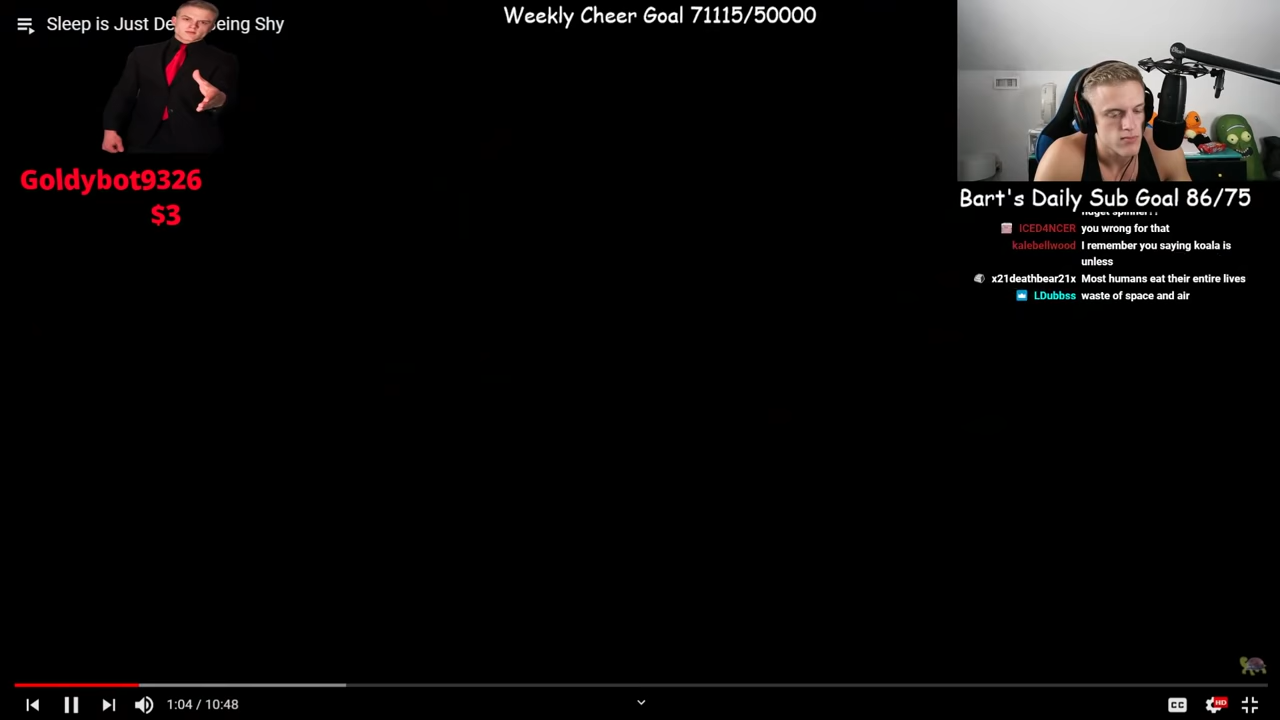 Sleep is Just De
eing Shy
Weekly Cheer Goal 71115/50000
Goldybot9326
$3
Bart's Daily Sub Goal 86/75
ICED4NCER you wrong for that
kalebellwood I remember you saying koala is
unless
x21deathbear21x Most humans eat their entire lives
LDubbss waste of space and air
1:04 / 10:48
CC
HD